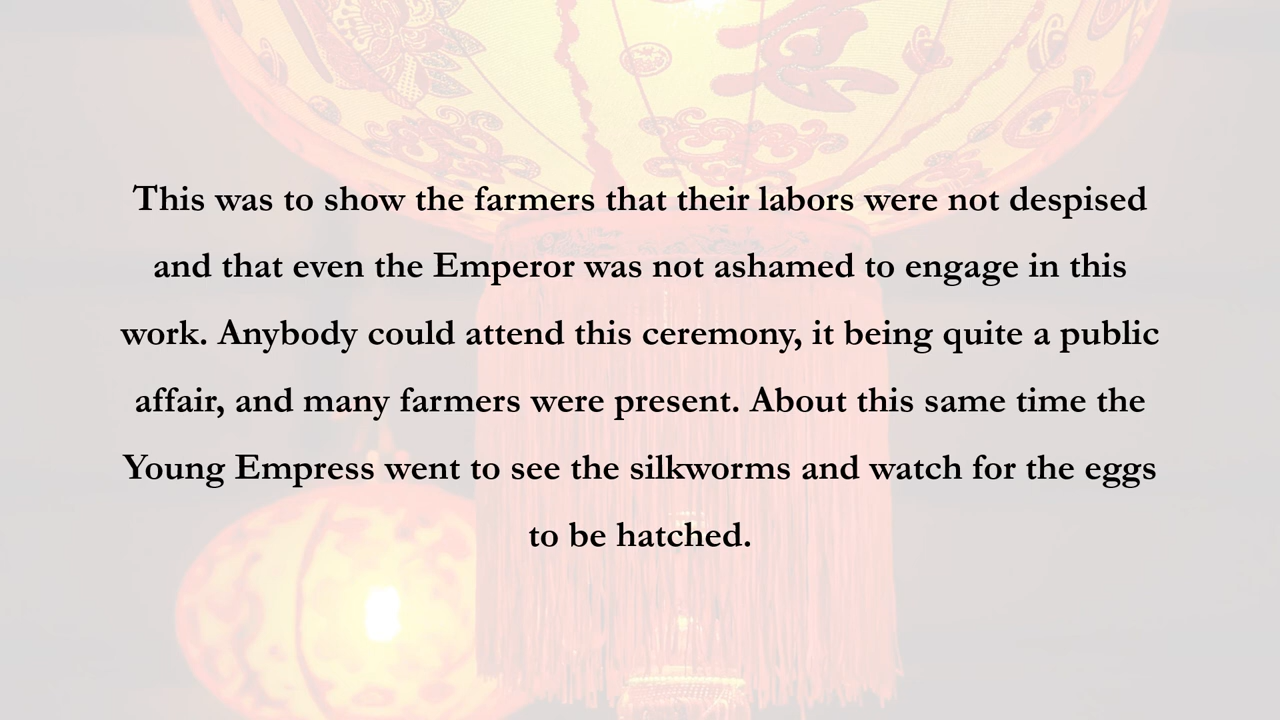 This was to show the farmers that their labors were not despised
and that even the Emperor was not ashamed to engage in this
work. Anybody could attend this ceremony, it being quite a public
affair, and many farmers were present. About this same time the
Young Empress went to see the silkworms and watch for the eggs
to be hatched.